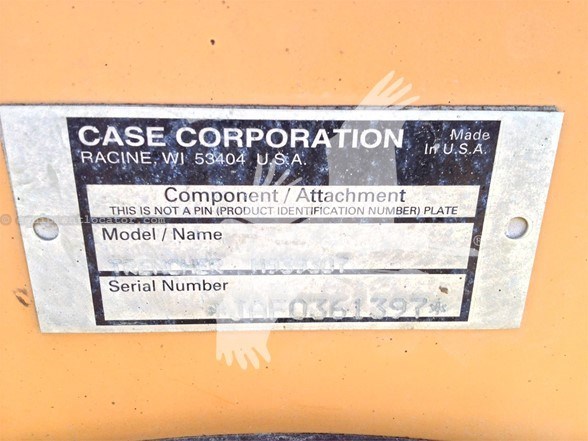 CASE CORPORATION
RACINE, WI 53404 U.S.A.
Made
In U.S.A.
Component / Attachment
THIS IS NOT A PIN (PRODUCT IDENTIFICATION NUMBER) PLATE
Model / Name
Serial Number
*JAF0361397*